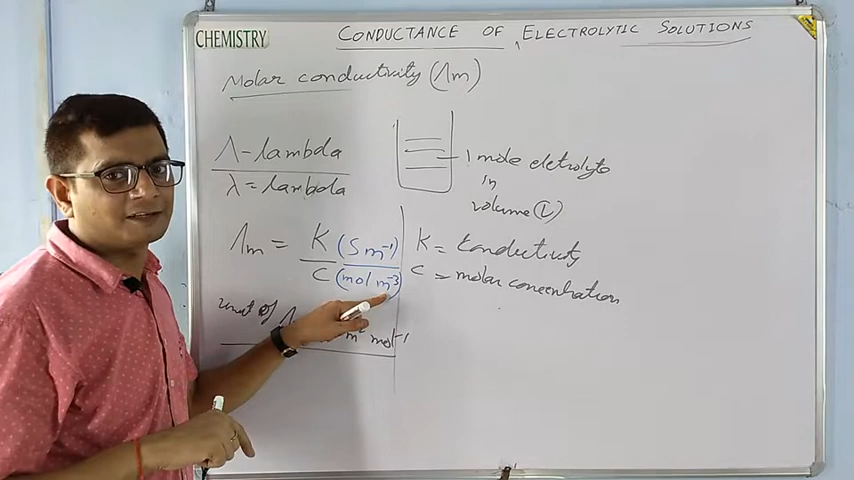 CHEMISTRY
CONDUCTANCE OF ELECTROLYTIC SOLUTIONS
Molar conductivity (Λm)
Λ - lambda
λ = lambda
1 mole eletrolyte
in
volume (L)
Λm = K (S m⁻¹)
C (mol m⁻³)
K = Conductivity
C = molar concentration
unit of Λ
m² mol⁻¹